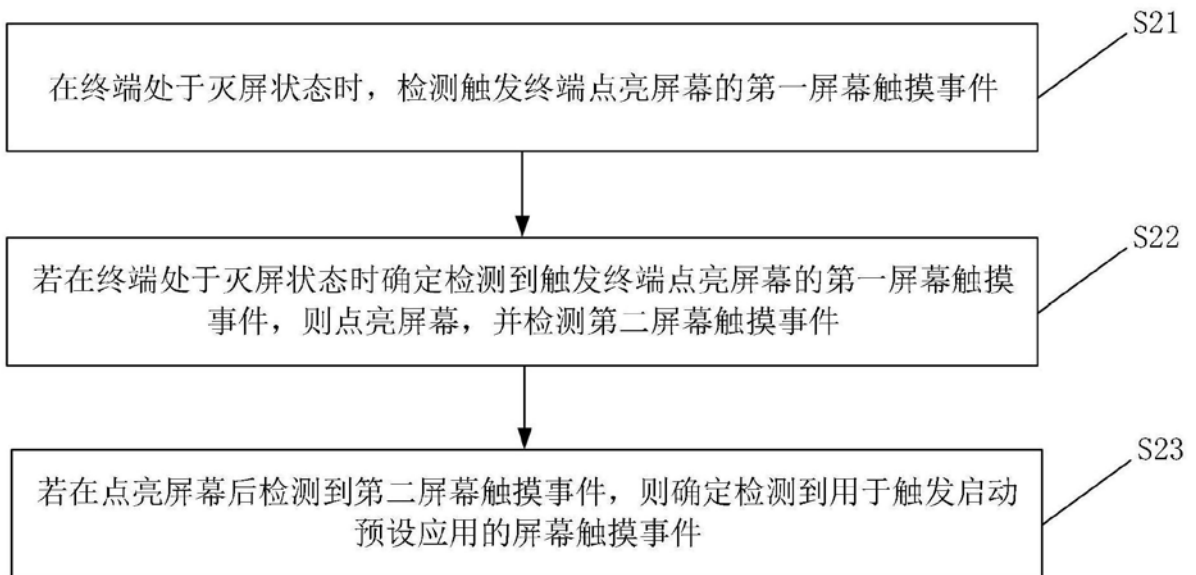 S21
在终端处于灭屏状态时，检测触发终端点亮屏幕的第一屏幕触摸事件
S22
若在终端处于灭屏状态时确定检测到触发终端点亮屏幕的第一屏幕触摸
事件，则点亮屏幕，并检测第二屏幕触摸事件
S23
若在点亮屏幕后检测到第二屏幕触摸事件，则确定检测到用于触发启动
预设应用的屏幕触摸事件